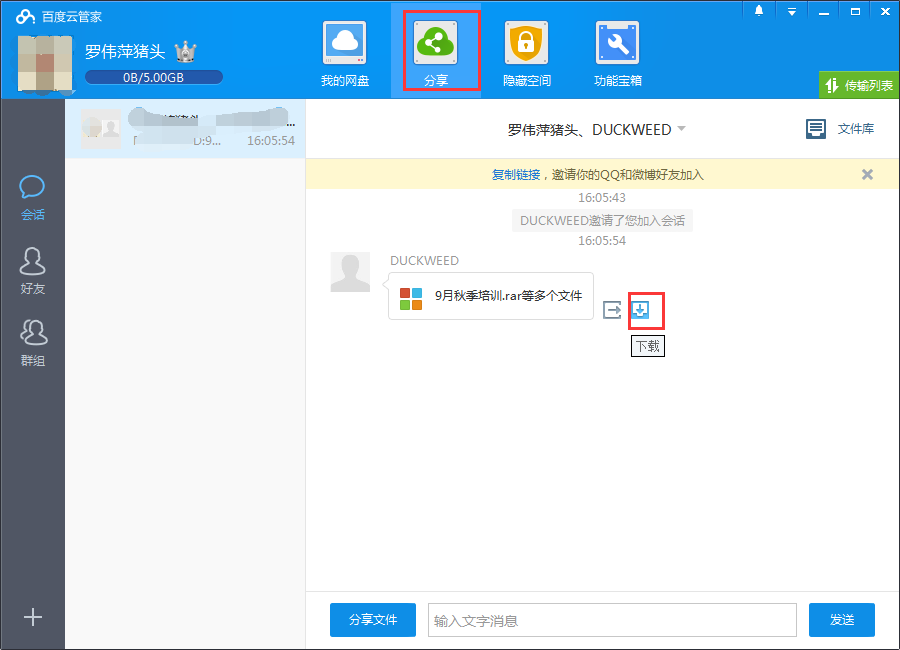 百度云管家
罗伟萍猪头
0B/5.00GB
我的网盘
分享
隐藏空间
功能宝箱
传输列表
会话
好友
群组
D:9...
16:05:54
罗伟萍猪头、DUCKWEED
文件库
复制链接，邀请你的QQ和微博好友加入
16:05:43
DUCKWEED邀请了您加入会话
16:05:54
DUCKWEED
9月秋季培训.rar等多个文件
下载
分享文件
输入文字消息
发送